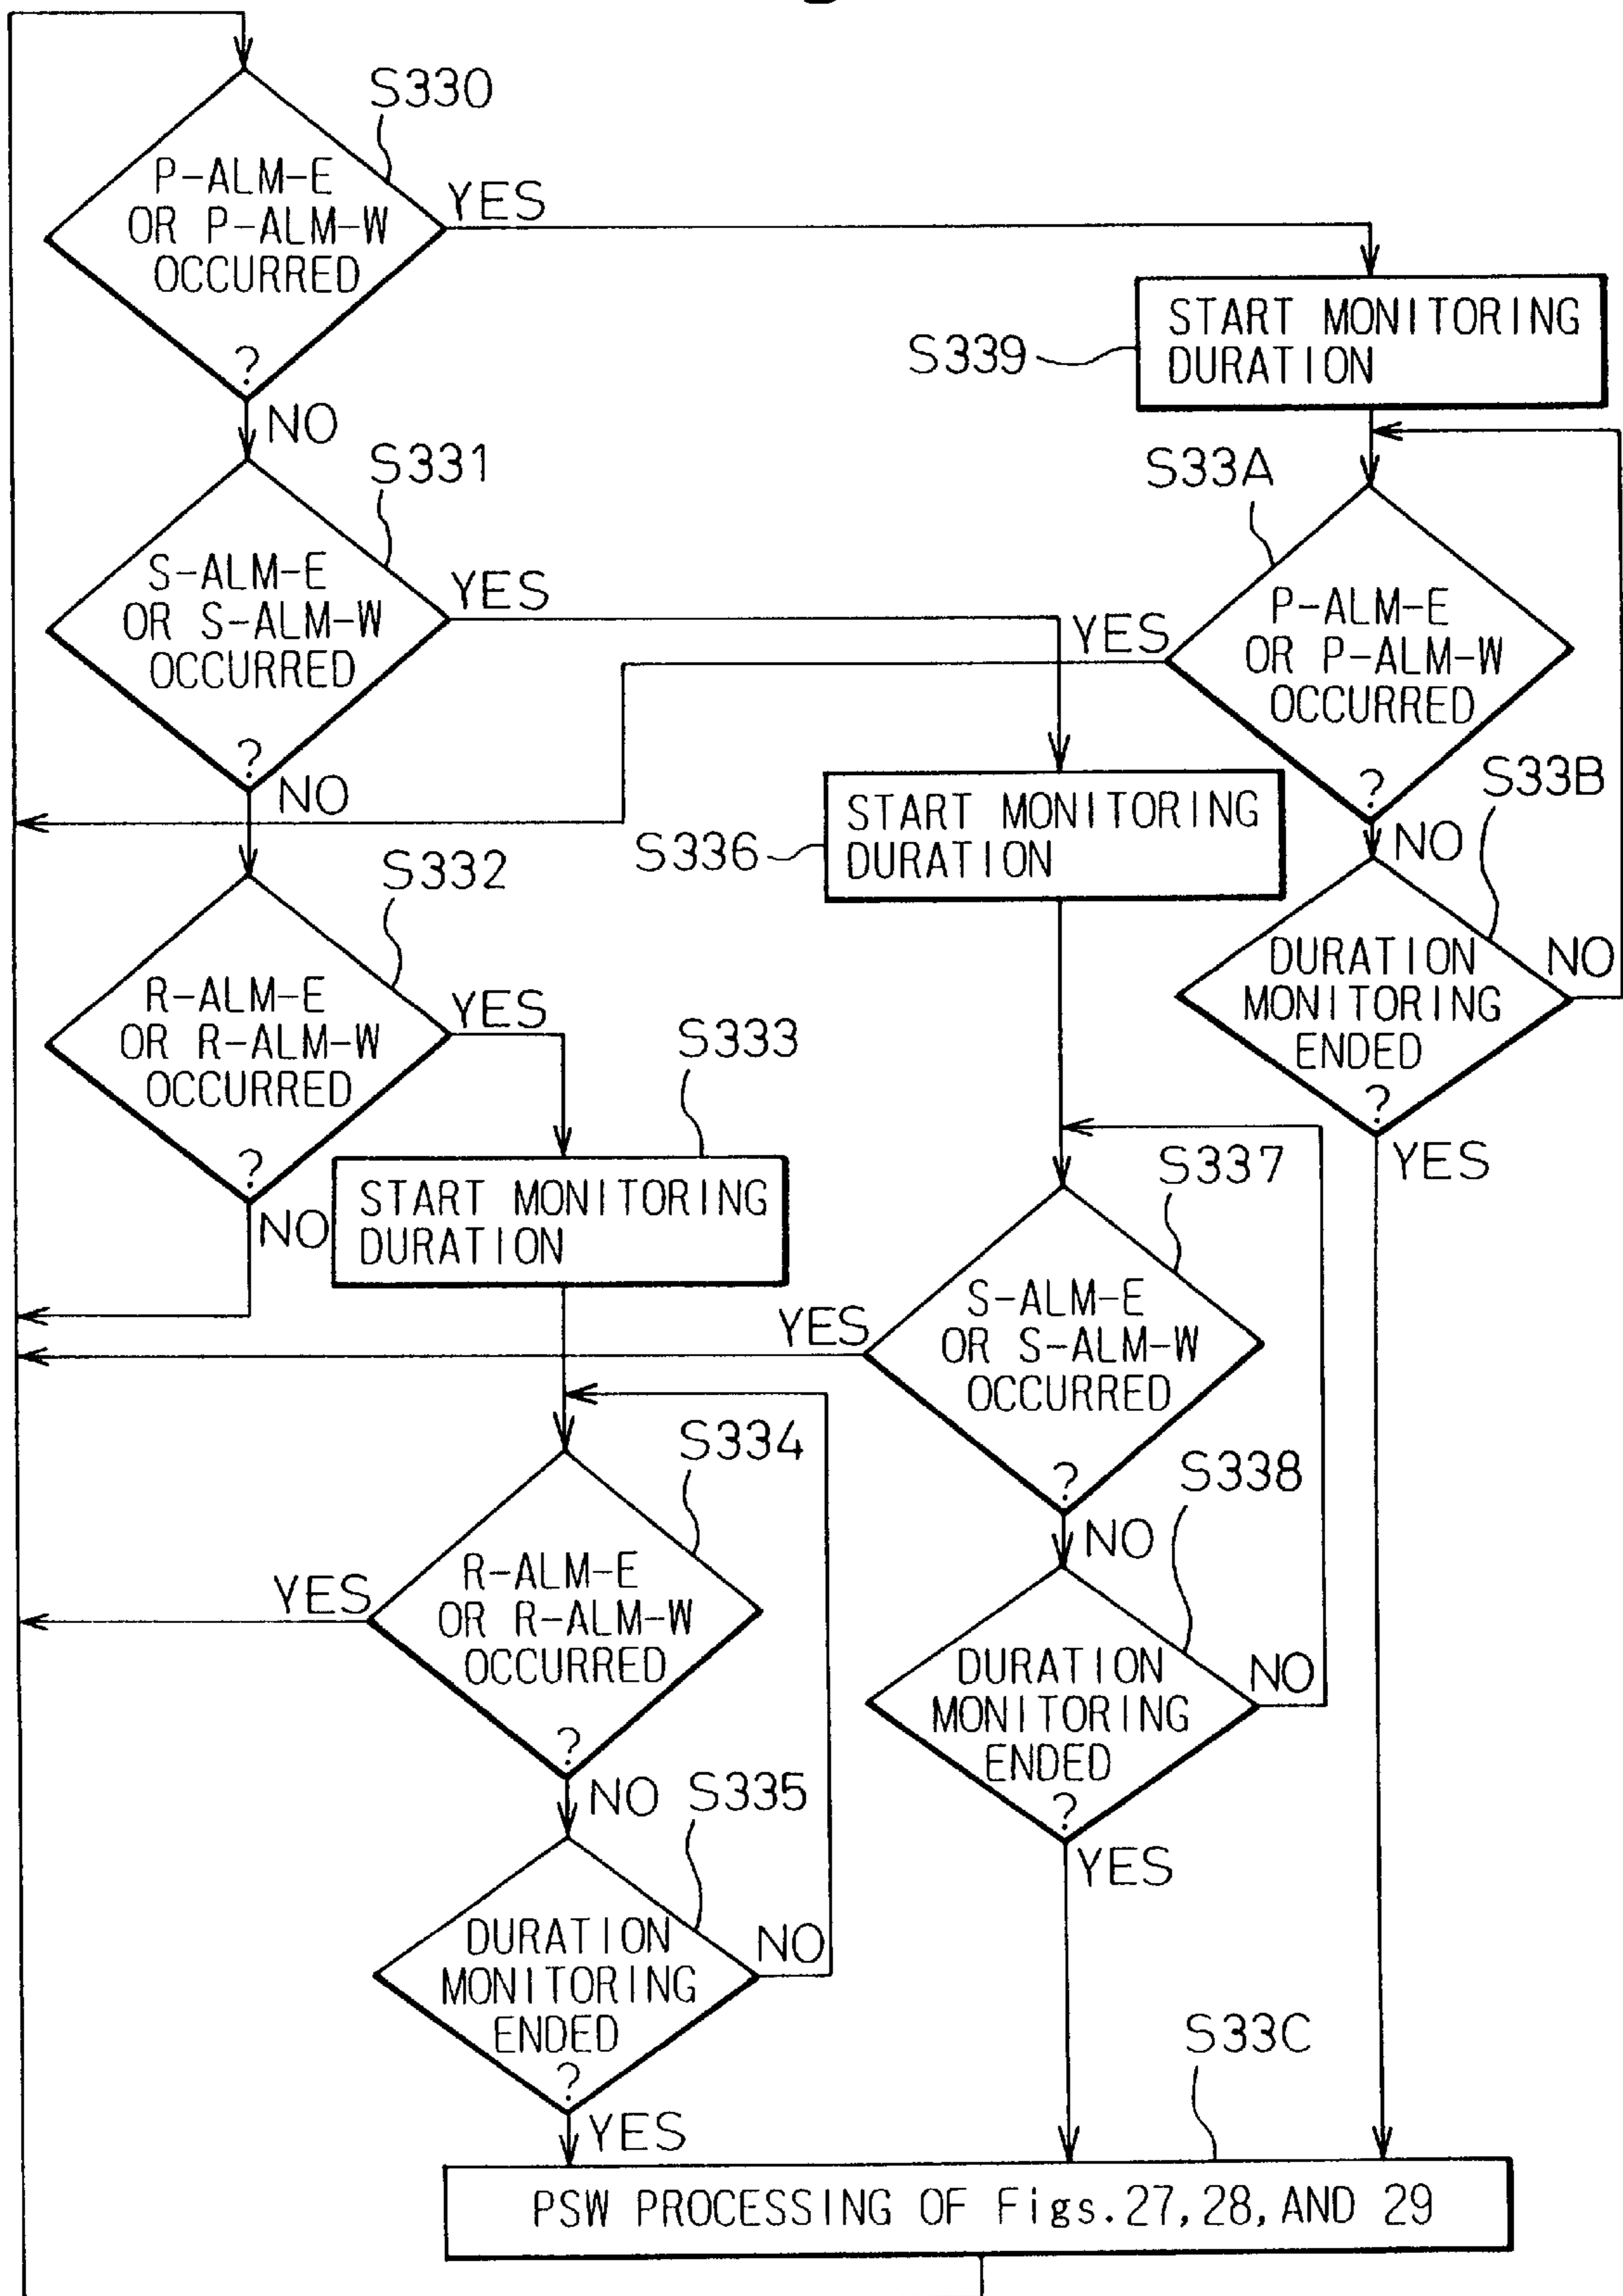 S330
P-ALM-E
OR P-ALM-W
OCCURRED
?
YES
NO
S339
START MONITORING
DURATION
S331
S-ALM-E
OR S-ALM-W
OCCURRED
?
YES
NO
S33A
P-ALM-E
OR P-ALM-W
OCCURRED
?
YES
NO
S336
START MONITORING
DURATION
S33B
DURATION
MONITORING
ENDED
?
NO
YES
S332
R-ALM-E
OR R-ALM-W
OCCURRED
?
YES
NO
S333
START MONITORING
DURATION
S337
S-ALM-E
OR S-ALM-W
OCCURRED
?
YES
NO
S334
R-ALM-E
OR R-ALM-W
OCCURRED
?
YES
NO
S338
DURATION
MONITORING
ENDED
?
NO
YES
S335
DURATION
MONITORING
ENDED
?
NO
YES
S33C
PSW PROCESSING OF Figs.27,28,AND 29